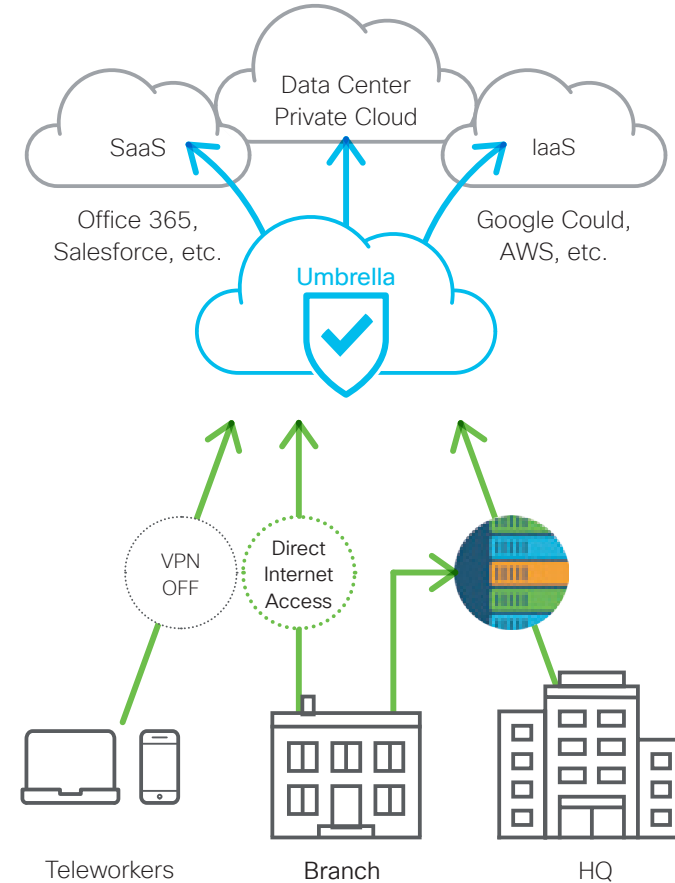 Data Center
Private Cloud
SaaS
IaaS
Office 365,
Salesforce, etc.
Google Could,
AWS, etc.
Umbrella
VPN
OFF
Direct
Internet
Access
Teleworkers
Branch
HQ